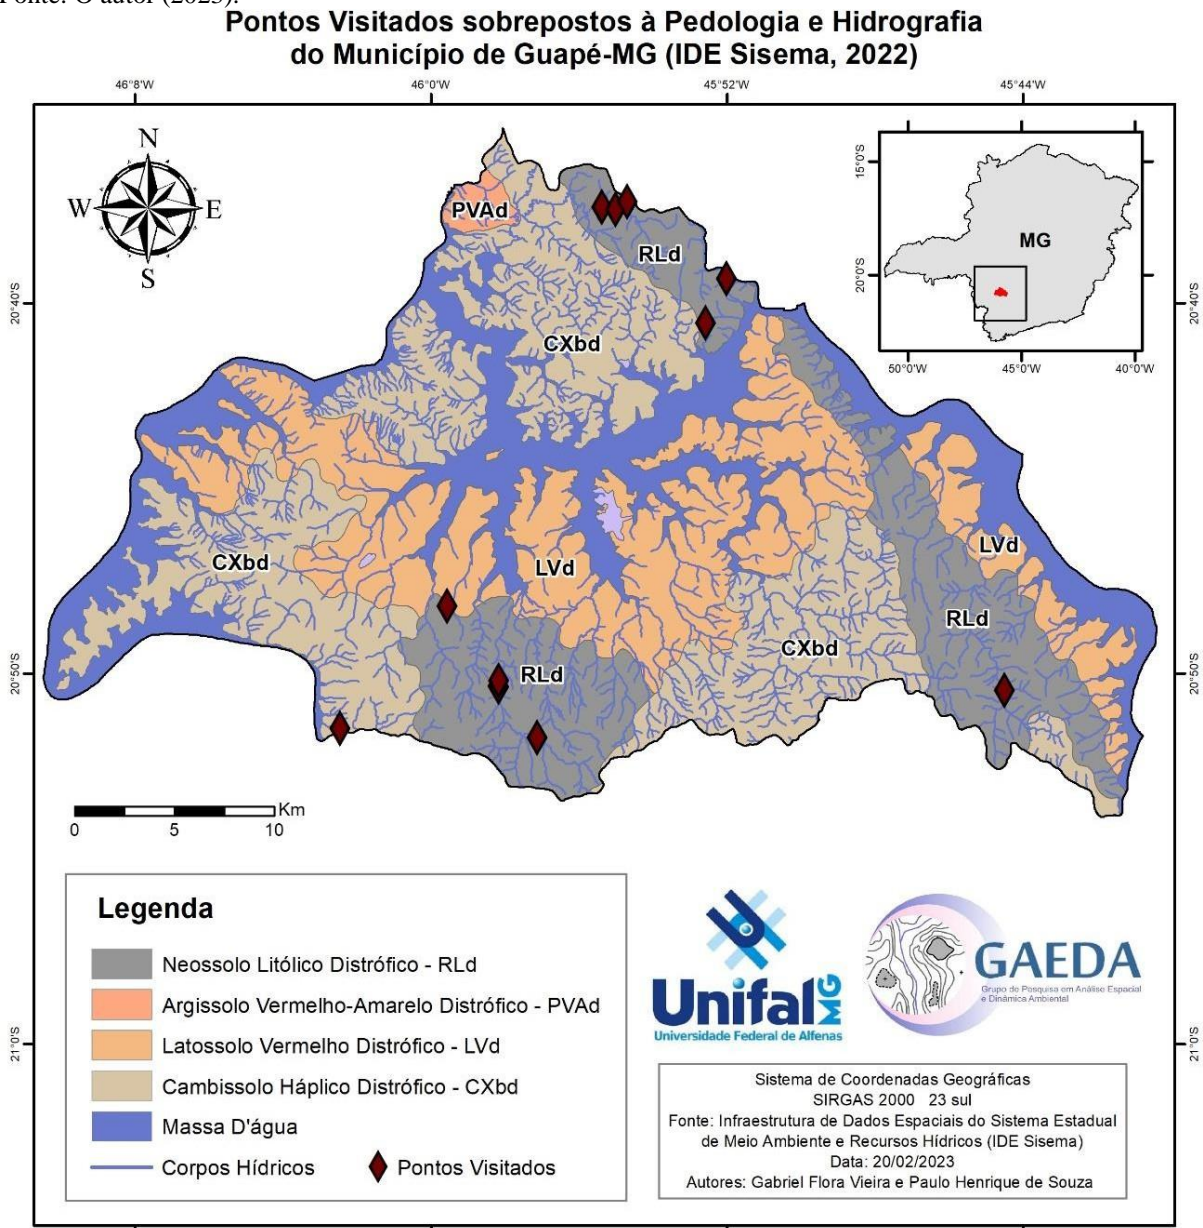 Fonte: O autor (2023).
Pontos Visitados sobrepostos à Pedologia e Hidrografia
do Município de Guapé-MG (IDE Sisema, 2022)
46°8'W
46°0'W
45°52'W
45°44'W
N
W
E
S
15°0'S
20°0'S
MG
50°0'W
45°0'W
40°0'W
20°40'S
20°40'S
PVAd
RLd
CXbd
CXbd
LVd
LVd
RLd
CXbd
RLd
20°50'S
20°50'S
Km
0
5
10
21°0'S
21°0'S
Legenda
Neossolo Litólico Distrófico - RLd
Argissolo Vermelho-Amarelo Distrófico - PVAd
Latossolo Vermelho Distrófico - LVd
Cambissolo Háplico Distrófico - CXbd
Massa D'água
Corpos Hídricos
Pontos Visitados
Unifal MG
Universidade Federal de Alfenas
GAEDA
Grupo de Pesquisa em Análise Espacial
e Dinâmica Ambiental
Sistema de Coordenadas Geográficas
SIRGAS 2000 23 sul
Fonte: Infraestrutura de Dados Espaciais do Sistema Estadual
de Meio Ambiente e Recursos Hídricos (IDE Sisema)
Data: 20/02/2023
Autores: Gabriel Flora Vieira e Paulo Henrique de Souza